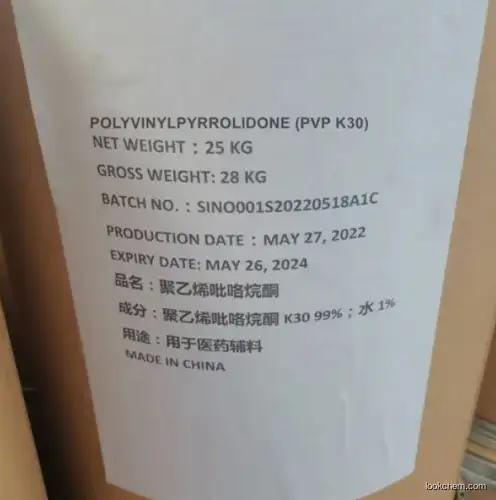 POLYVINYLPYRROLIDONE (PVP K30)
NET WEIGHT : 25 KG
GROSS WEIGHT: 28 KG
BATCH NO. : SINO001S20220518A1C
PRODUCTION DATE : MAY 27, 2022
EXPIRY DATE: MAY 26, 2024
品名：聚乙烯吡咯烷酮
成分：聚乙烯吡咯烷酮 K30 99%；水 1%
用途：用于医药辅料
MADE IN CHINA
lookchem.com